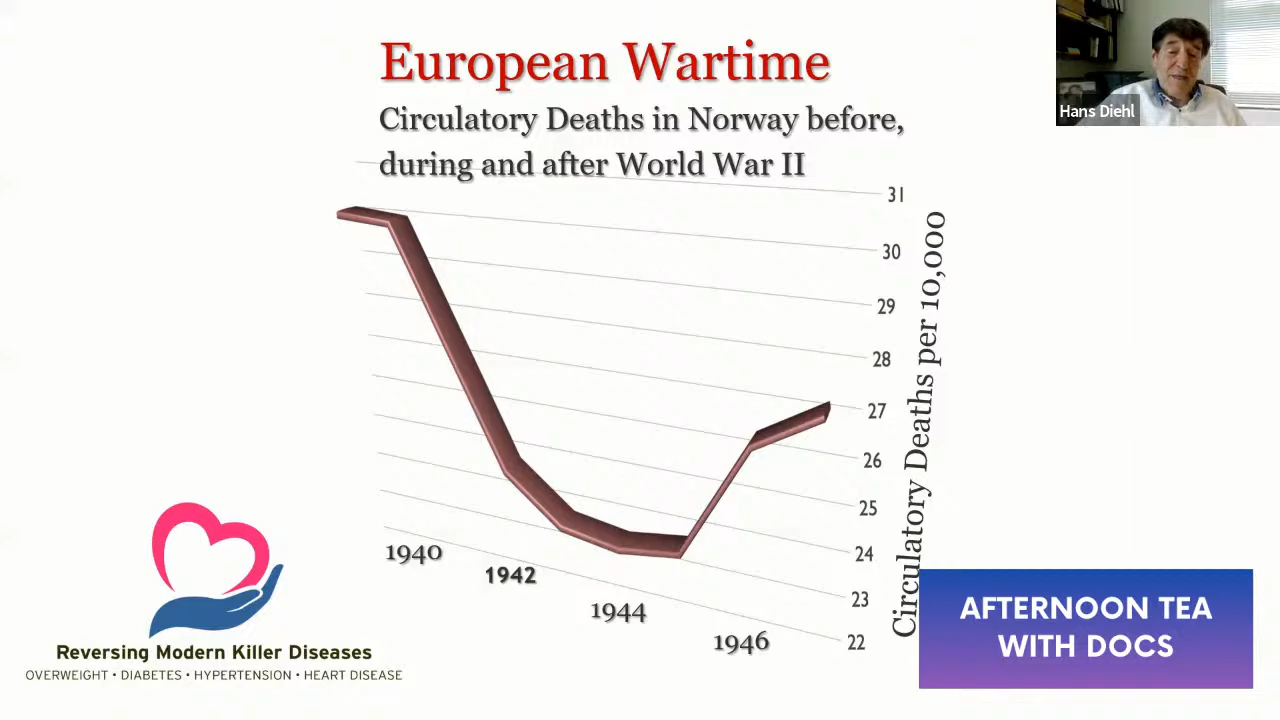 European Wartime
Circulatory Deaths in Norway before,
during and after World War II
Hans Diehl
31
30
29
28
27
26
25
24
23
22
Circulatory Deaths per 10,000
1940
1942
1944
1946
Reversing Modern Killer Diseases
OVERWEIGHT • DIABETES • HYPERTENSION • HEART DISEASE
AFTERNOON TEA
WITH DOCS